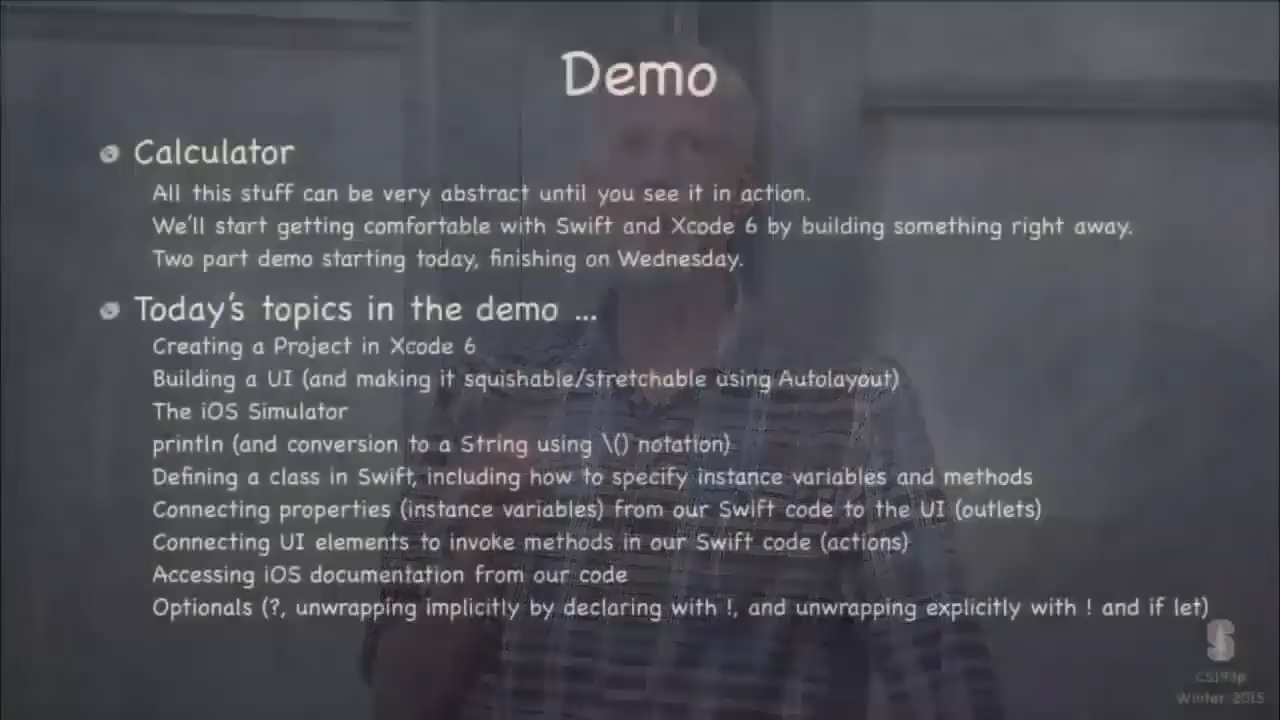 Demo
Calculator
All this stuff can be very abstract until you see it in action.
We'll start getting comfortable with Swift and Xcode 6 by building something right away.
Two part demo starting today, finishing on Wednesday.
Today's topics in the demo ...
Creating a Project in Xcode 6
Building a UI (and making it squishable/stretchable using Autolayout)
The iOS Simulator
println (and conversion to a String using \() notation)
Defining a class in Swift, including how to specify instance variables and methods
Connecting properties (instance variables) from our Swift code to the UI (outlets)
Connecting UI elements to invoke methods in our Swift code (actions)
Accessing iOS documentation from our code
Optionals (?, unwrapping implicitly by declaring with !, and unwrapping explicitly with ! and if let)
S
CS193p
Winter 2015